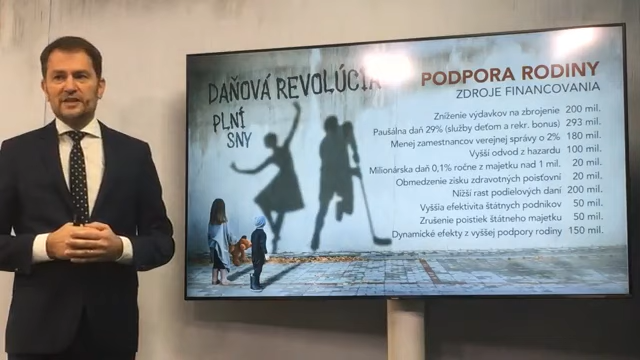 DAŇOVÁ REVOLÚCIA
PLNÍ
SNY
PODPORA RODINY
ZDROJE FINANCOVANIA
Zníženie výdavkov na zbrojenie 200 mil.
Paušálna daň 29% (služby deťom a rekr. bonus) 293 mil.
Menej zamestnancov verejnej správy o 2% 180 mil.
Vyšší odvod z hazardu 100 mil.
Milionárska daň 0,1% ročne z majetku nad 1 mil. 20 mil.
Obmedzenie zisku zdravotných poisťovní 20 mil.
Nižší rast podielových daní 200 mil.
Vyššia efektivita štátnych podnikov 50 mil.
Zrušenie poistiek štátneho majetku 50 mil.
Dynamické efekty z vyššej podpory rodiny 150 mil.